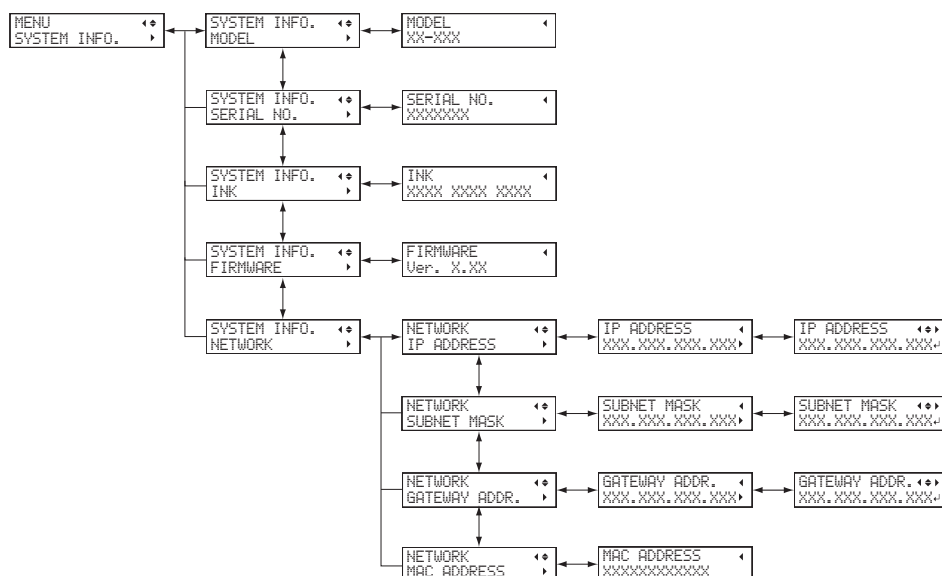 MENU
SYSTEM INFO.
SYSTEM INFO.
MODEL
MODEL
XX-XXX
SYSTEM INFO.
SERIAL NO.
SERIAL NO.
XXXXXXX
SYSTEM INFO.
INK
INK
XXXX XXXX XXXX
SYSTEM INFO.
FIRMWARE
FIRMWARE
Ver. X.XX
SYSTEM INFO.
NETWORK
NETWORK
IP ADDRESS
IP ADDRESS
XXX.XXX.XXX.XXX
IP ADDRESS
XXX.XXX.XXX.XXX
NETWORK
SUBNET MASK
SUBNET MASK
XXX.XXX.XXX.XXX
SUBNET MASK
XXX.XXX.XXX.XXX
NETWORK
GATEWAY ADDR.
GATEWAY ADDR.
XXX.XXX.XXX.XXX
GATEWAY ADDR.
XXX.XXX.XXX.XXX
NETWORK
MAC ADDRESS
MAC ADDRESS
XXXXXXXXXXXX